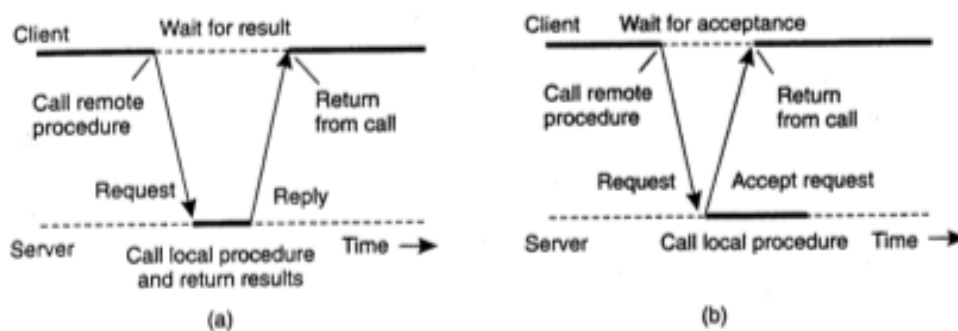 Client
Wait for result
Call remote
procedure
Return
from call
Request
Reply
Server
Call local procedure
and return results
Time
(a)
Client
Wait for acceptance
Call remote
procedure
Return
from call
Request
Accept request
Server
Call local procedure
Time
(b)